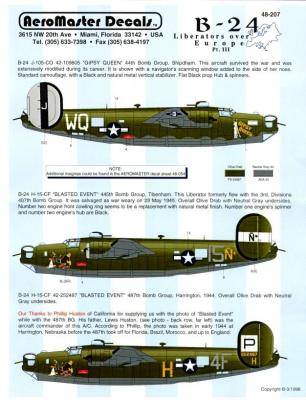 AeroMaster Decals™
3615 NW 20th Ave • Miami, Florida 33142 • USA
Tel. (305) 633-7398 • Fax (305) 638-4197
48-207
B-24
Liberators over
Europe
Pt. III
B-24 J-105-CO 42-109805 "GIPSY QUEEN" 44th Bomb Group, Shipdham. This aircraft survived the war and was
extensively modified during its career. It is shown with a navigator's scanning window added to the side of her nose.
Standard camouflage, with a Black and natural metal vertical stabilizer. Flat Black prop Hub & spinners.
J
WQ
NOTE:
Additional insignias could be found in the AEROMASTER decal sheet 48-054
Olive Drab
Neutral Gray 43
B-24 H-15-CF "BLASTED EVENT" 446th Bomb Group, Tibenham. This Liberator formerly flew with the 3rd. Divisions
487th Bomb Group. It was salvaged as war weary on 29 May 1945. Overall Olive Drab with Neutral Gray undersides.
Number two engine front cowling ring seems to be a replacement with natural metal finish. Number one engine's spinner
and number two engine's hub are Black.
N+
B-24 H-15-CF 42-252487 "BLASTED EVENT" 487th Bomb Group, Harrington, 1944. Overall Olive Drab with Neutral
Gray undersides.
Our Thanks to Phillip Huston of California for supplying us with the photo of "Blasted Event"
while with the 487th BG. His father, Lewis Huston, (see photo - back row, far left) was the
aircraft commander of this A/C. According to Phillip, the photo was taken in early 1944 at
Harrington, Nebraska before the 487th took off for Florida, Brazil, Morocco, and up to England.
P
H
4F
Copyright 8-3/1998